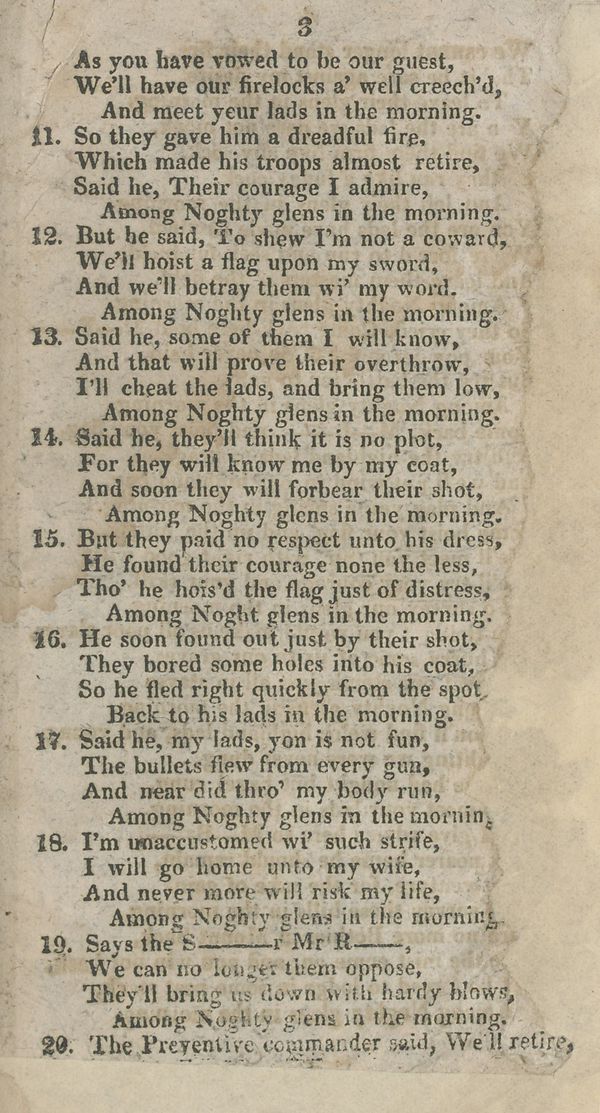 3
As you have vowed to be our guest,
We'll have our firelocks a' well creech'd,
And meet yeur lads in the morning.
11. So they gave him a dreadful fire,
Which made his troops almost retire,
Said he, Their courage I admire,
Among Noghty glens in the morning.
12. But he said, To shew I'm not a coward,
We'll hoist a flag upon my sword,
And we'll betray them wi' my word.
Among Noghty glens in the morning.
13. Said he, some of them I will know,
And that will prove their overthrow,
I'll cheat the lads, and bring them low,
Among Noghty glens in the morning.
14. Said he, they'll think it is no plot,
For they will know me by my coat,
And soon they will forbear their shot,
Among Noghty glens in the morning.
15. But they paid no respect unto his dress,
He found their courage none the less,
Tho' he hois'd the flag just of distress,
Among Noght glens in the morning.
16. He soon found out just by their shot,
They bored some holes into his coat,
So he fled right quickly from the spot,
Back to his lads in the morning.
17. Said he, my lads, yon is not fun,
The bullets flew from every gun,
And near did thro' my body run,
Among Noghty glens in the mornin
18. I'm unaccustomed wi' such strife,
I will go home unto my wife,
And never more will risk my life,
Among Noghty glens in the morning.
19. Says the S———r Mr R——,
We can no longer them oppose,
They'll bring us down with hardy blows,
Among Noghty glens in the morning.
20. The Preventive commander said, We'll retire,